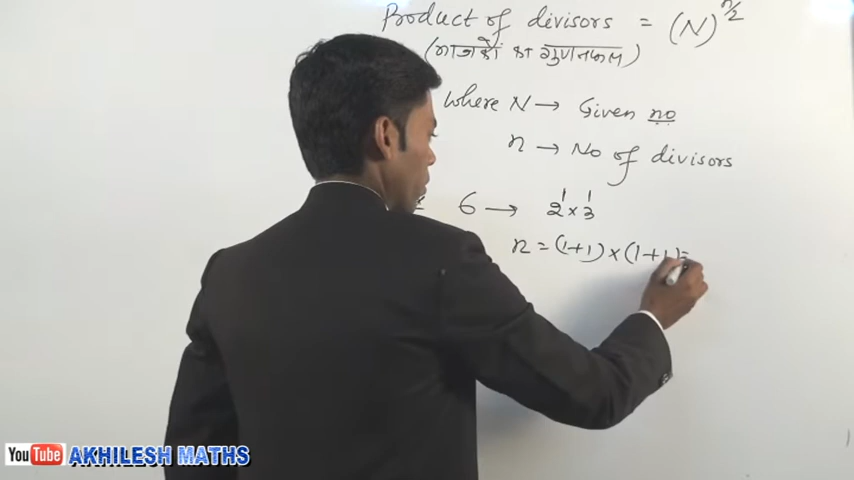 Product of divisors = (N)^n/2
(भाजकों का गुणनफल)
where N → Given no
n → No of divisors
6 → 2¹ × 3¹
n = (1+1) × (1+1) =
YouTube AKHILESH MATHS